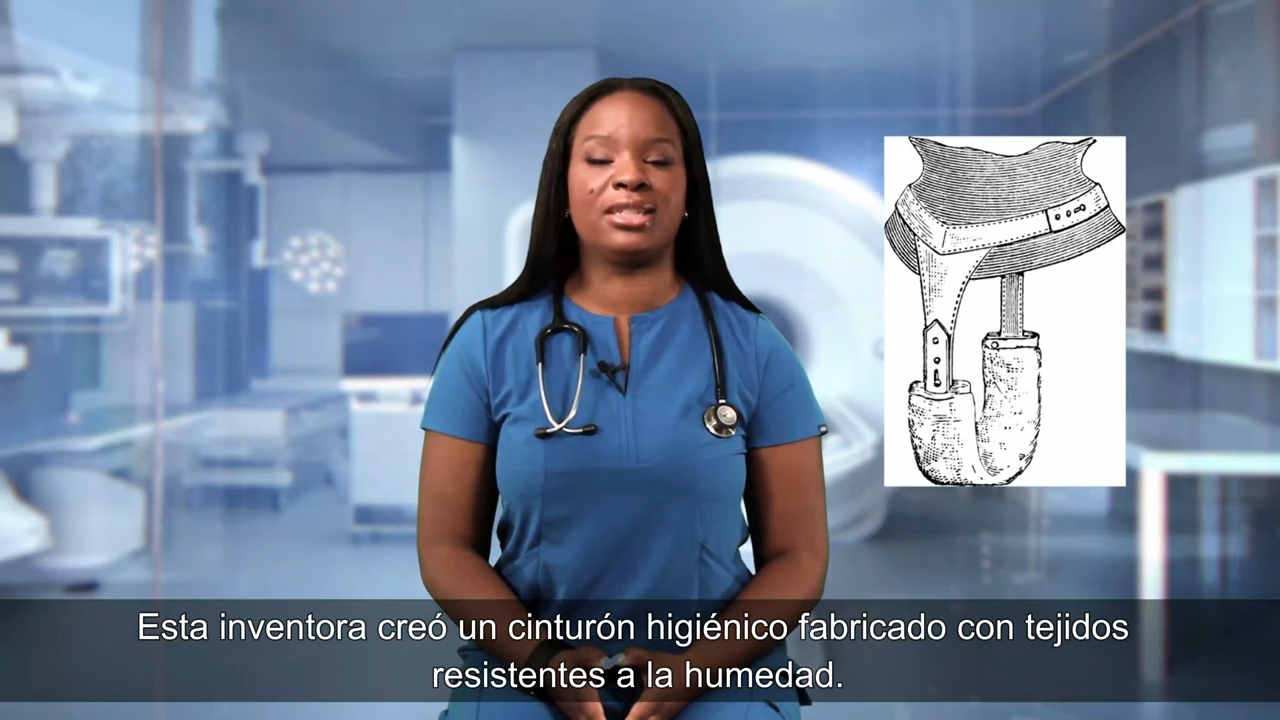 Esta inventora creó un cinturón higiénico fabricado con tejidos
resistentes a la humedad.